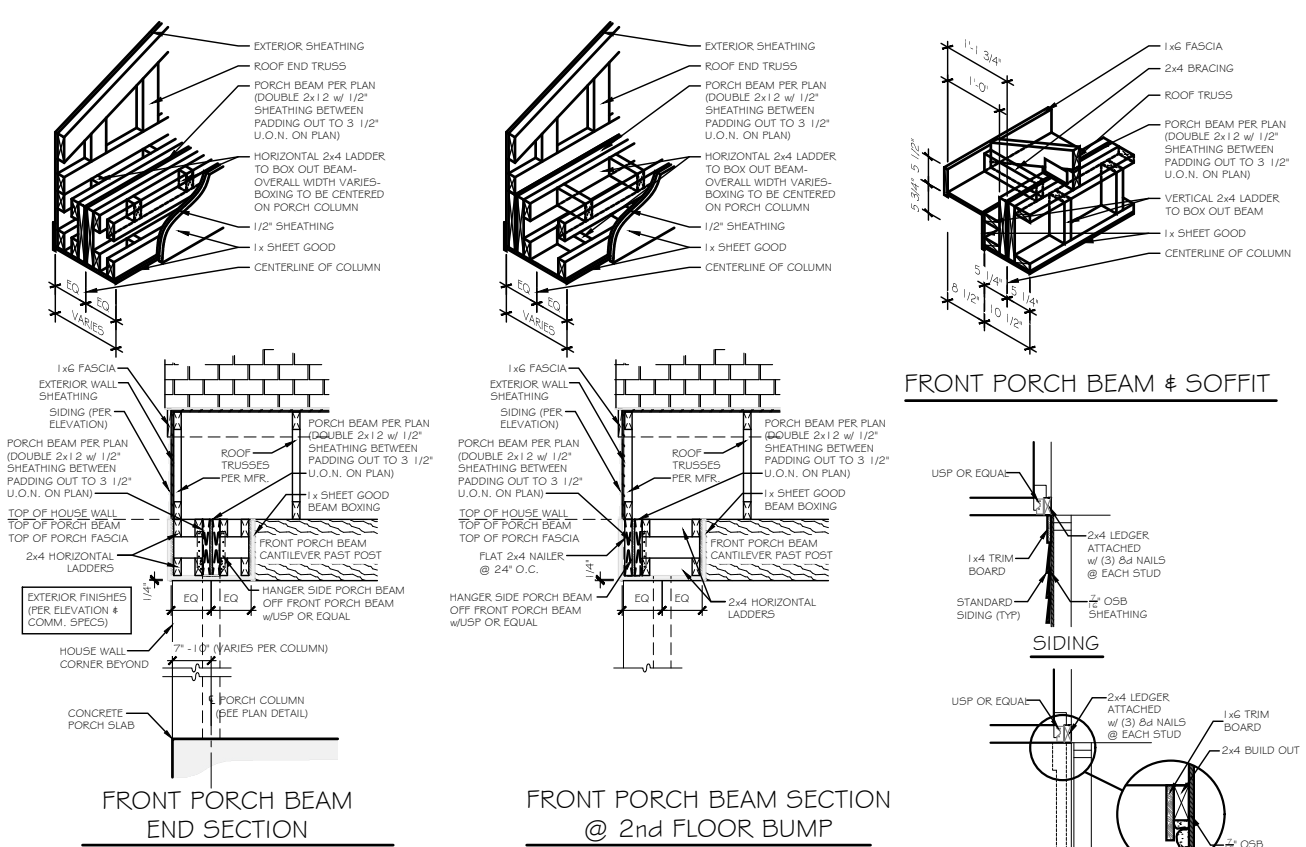 EXTERIOR SHEATHING
ROOF END TRUSS
PORCH BEAM PER PLAN
(DOUBLE 2x12 w/ 1/2"
SHEATHING BETWEEN
PADDING OUT TO 3 1/2"
U.O.N. ON PLAN)
HORIZONTAL 2x4 LADDER
TO BOX OUT BEAM-
OVERALL WIDTH VARIES-
BOXING TO BE CENTERED
ON PORCH COLUMN
1/2" SHEATHING
1x SHEET GOOD
CENTERLINE OF COLUMN
EQ
EQ
VARIES
EXTERIOR SHEATHING
ROOF END TRUSS
PORCH BEAM PER PLAN
(DOUBLE 2x12 w/ 1/2"
SHEATHING BETWEEN
PADDING OUT TO 3 1/2"
U.O.N. ON PLAN)
HORIZONTAL 2x4 LADDER
TO BOX OUT BEAM-
OVERALL WIDTH VARIES-
BOXING TO BE CENTERED
ON PORCH COLUMN
1/2" SHEATHING
1x SHEET GOOD
CENTERLINE OF COLUMN
EQ
EQ
VARIES
1'-1 3/4"
1'-0"
5 1/2"
5 3/4"
1x6 FASCIA
2x4 BRACING
ROOF TRUSS
PORCH BEAM PER PLAN
(DOUBLE 2x12 w/ 1/2"
SHEATHING BETWEEN
PADDING OUT TO 3 1/2"
U.O.N. ON PLAN)
VERTICAL 2x4 LADDER
TO BOX OUT BEAM
1x SHEET GOOD
CENTERLINE OF COLUMN
5 1/4"
5 1/4"
8 1/2"
10 1/2"
FRONT PORCH BEAM & SOFFIT
1x6 FASCIA
EXTERIOR WALL
SHEATHING
SIDING (PER
ELEVATION)
PORCH BEAM PER PLAN
(DOUBLE 2x12 w/ 1/2"
SHEATHING BETWEEN
PADDING OUT TO 3 1/2"
U.O.N. ON PLAN)
TOP OF HOUSE WALL
TOP OF PORCH BEAM
TOP OF PORCH FASCIA
2x4 HORIZONTAL
LADDERS
1/4"
EXTERIOR FINISHES
(PER ELEVATION &
COMM. SPECS)
HOUSE WALL
CORNER BEYOND
CONCRETE
PORCH SLAB
ROOF
TRUSSES
PER MFR.
PORCH BEAM PER PLAN
(DOUBLE 2x12 w/ 1/2"
SHEATHING BETWEEN
PADDING OUT TO 3 1/2"
U.O.N. ON PLAN)
1x SHEET GOOD
BEAM BOXING
FRONT PORCH BEAM
CANTILEVER PAST POST
HANGER SIDE PORCH BEAM
OFF FRONT PORCH BEAM
w/USP OR EQUAL
EQ
EQ
7" -10" (VARIES PER COLUMN)
PORCH COLUMN
(SEE PLAN DETAIL)
FRONT PORCH BEAM
END SECTION
1x6 FASCIA
EXTERIOR WALL
SHEATHING
SIDING (PER
ELEVATION)
PORCH BEAM PER PLAN
(DOUBLE 2x12 w/ 1/2"
SHEATHING BETWEEN
PADDING OUT TO 3 1/2"
U.O.N. ON PLAN)
TOP OF HOUSE WALL
TOP OF PORCH BEAM
TOP OF PORCH FASCIA
FLAT 2x4 NAILER
@ 24" O.C.
1/4"
HANGER SIDE PORCH BEAM
OFF FRONT PORCH BEAM
w/USP OR EQUAL
ROOF
TRUSSES
PER MFR.
PORCH BEAM PER PLAN
(DOUBLE 2x12 w/ 1/2"
SHEATHING BETWEEN
PADDING OUT TO 3 1/2"
U.O.N. ON PLAN)
1x SHEET GOOD
BEAM BOXING
FRONT PORCH BEAM
CANTILEVER PAST POST
EQ
EQ
2x4 HORIZONTAL
LADDERS
FRONT PORCH BEAM SECTION
@ 2nd FLOOR BUMP
USP OR EQUAL
2x4 LEDGER
ATTACHED
w/ (3) 8d NAILS
@ EACH STUD
1x4 TRIM
BOARD
STANDARD
SIDING (TYP)
7/16" OSB
SHEATHING
SIDING
USP OR EQUAL
2x4 LEDGER
ATTACHED
w/ (3) 8d NAILS
@ EACH STUD
1x6 TRIM
BOARD
2x4 BUILD OUT
OSB